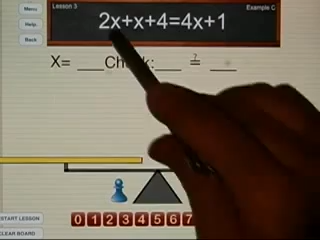 Menu
Lesson 3
Example C
Help
Back
2x+x+4=4x+1
X= ___Check:___ ?= ___
START LESSON
CLEAR BOARD
0 1 2 3 4 5 6 7